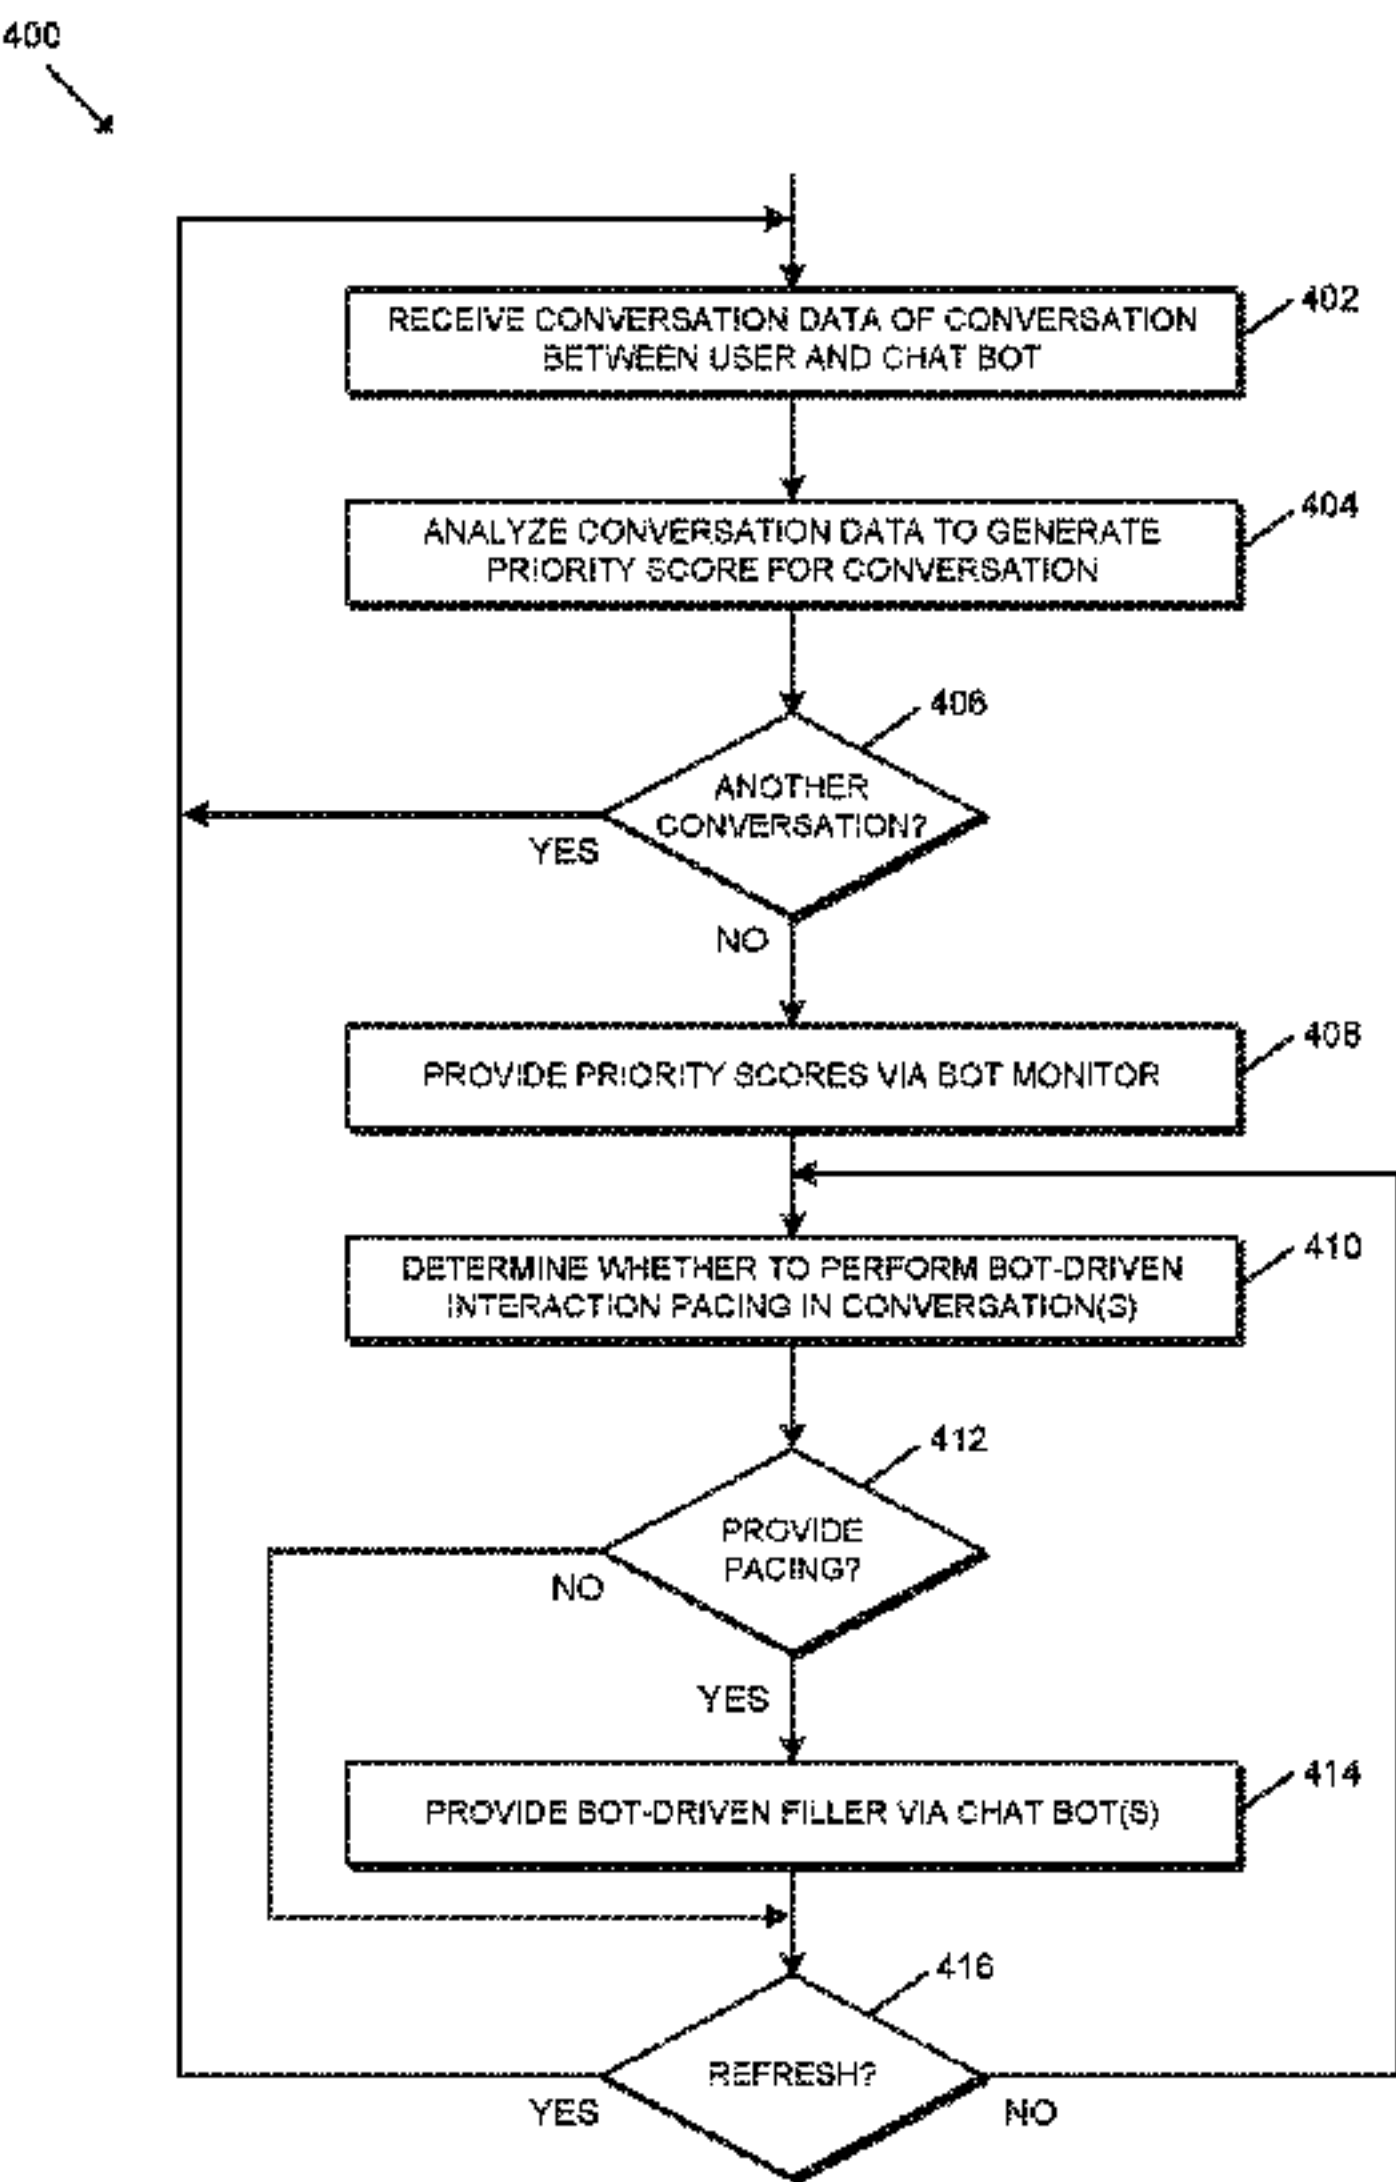 400
RECEIVE CONVERSATION DATA OF CONVERSATION
BETWEEN USER AND CHAT BOT
402
ANALYZE CONVERSATION DATA TO GENERATE
PRIORITY SCORE FOR CONVERSATION
404
406
ANOTHER
CONVERSATION?
YES
NO
PROVIDE PRIORITY SCORES VIA BOT MONITOR
408
DETERMINE WHETHER TO PERFORM BOT-DRIVEN
INTERACTION PACING IN CONVERSATION(S)
410
412
PROVIDE
PACING?
NO
YES
PROVIDE BOT-DRIVEN FILLER VIA CHAT BOT(S)
414
416
REFRESH?
YES
NO